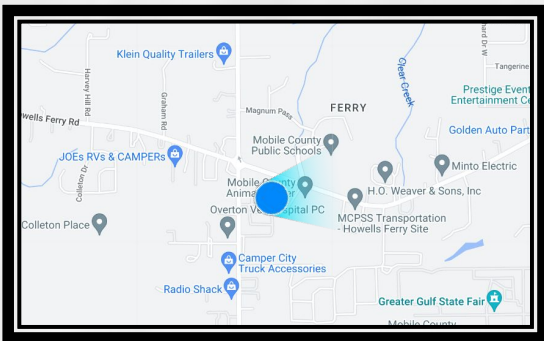 Klein Quality Trailers
Harvey Hill Rd
Graham Rd
Magnum Pass
FERRY
Clear Creek
Tangerine
Prestige Event
Entertainment Ce
Howells Ferry Rd
Golden Auto Part
Mobile County
Public Schools
JOEs RVs & CAMPERs
Colleton Dr
Minto Electric
Mobile County
H.O. Weaver & Sons, Inc
Overton Ve
pital PC
Colleton Place
MCPSS Transportation
- Howells Ferry Site
Camper City
Truck Accessories
Radio Shack
Greater Gulf State Fair
Mobile County